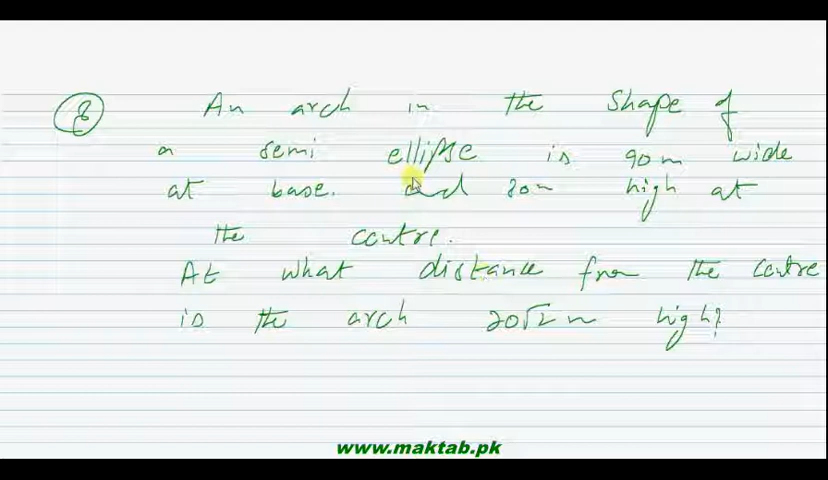 Q An arch in the shape of
a semi ellipse is 90m wide
at base. and 30m high at
the centre.
At what distance from the centre
is the arch 20√2 m high?
www.maktab.pk